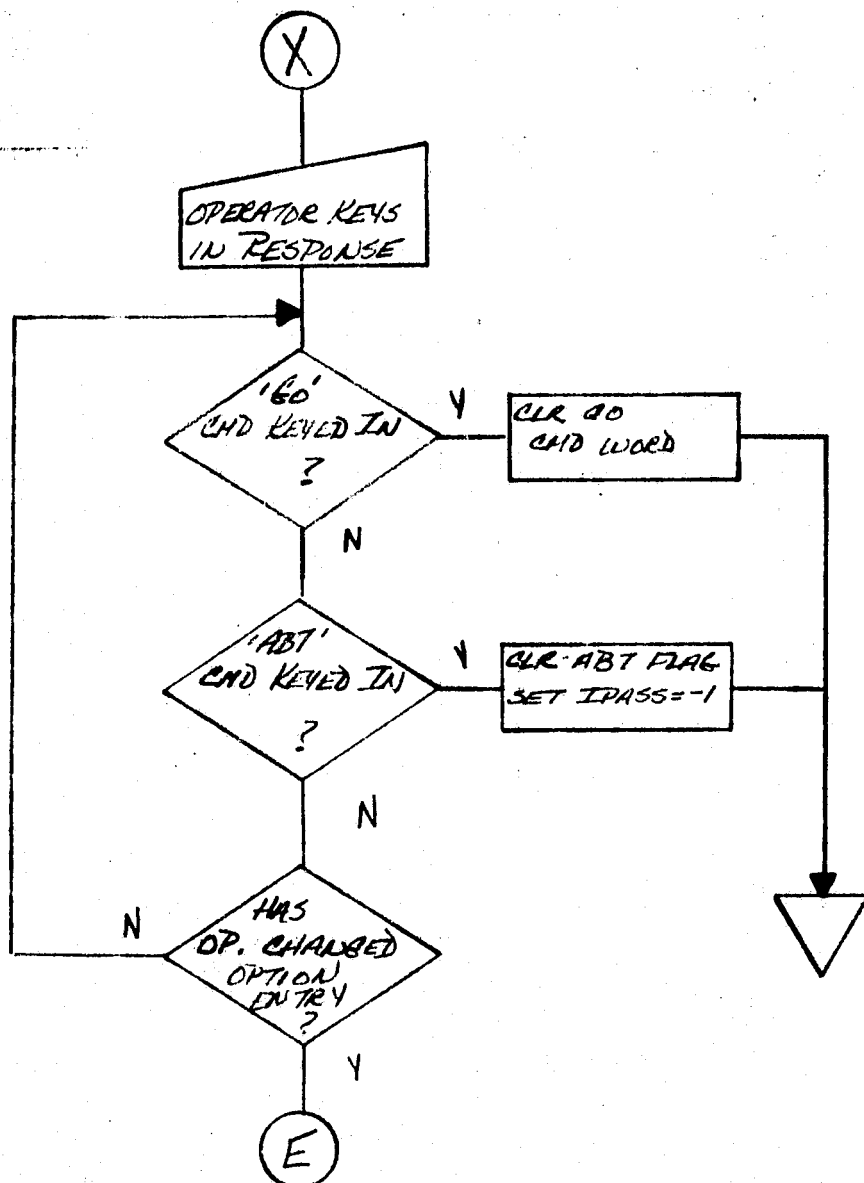 X
OPERATOR KEYS
IN RESPONSE
'GO'
CMD KEYED IN
?
Y
CLR GO
CMD WORD
N
'ABT'
CMD KEYED IN
?
Y
CLR ABT FLAG
SET IPASS=-1
N
HAS
OP. CHANGED
OPTION
ENTRY
?
N
Y
E